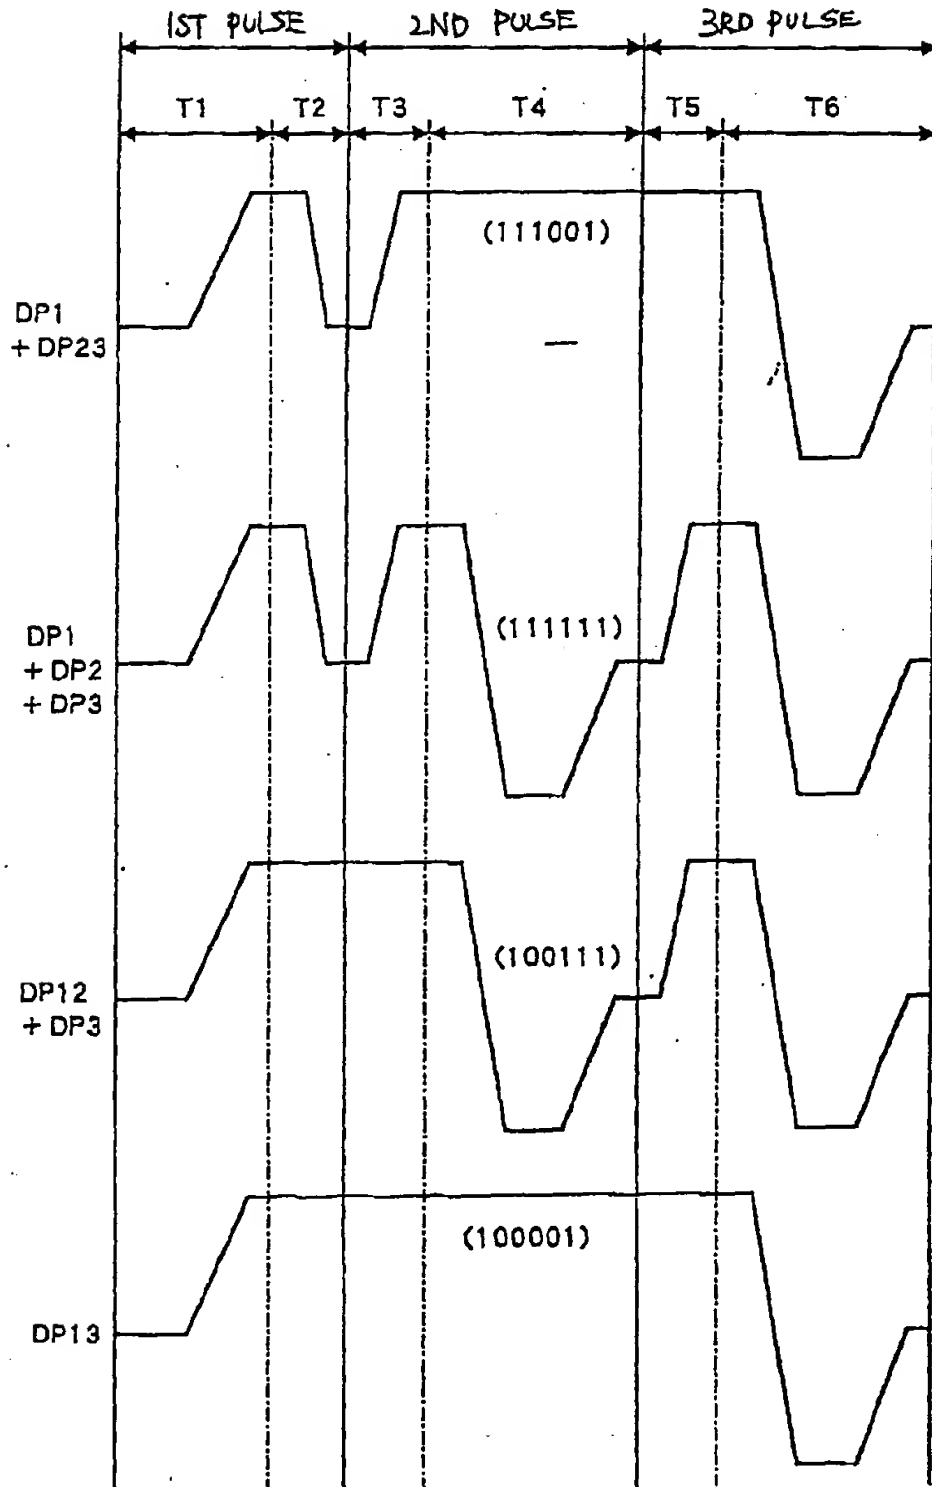 1ST PULSE 2ND PULSE 3RD PULSE
T1 T2 T3 T4 T5 T6
(111001)
DP1
+ DP23
(111111)
DP1
+ DP2
+ DP3
(100111)
DP12
+ DP3
(100001)
DP13